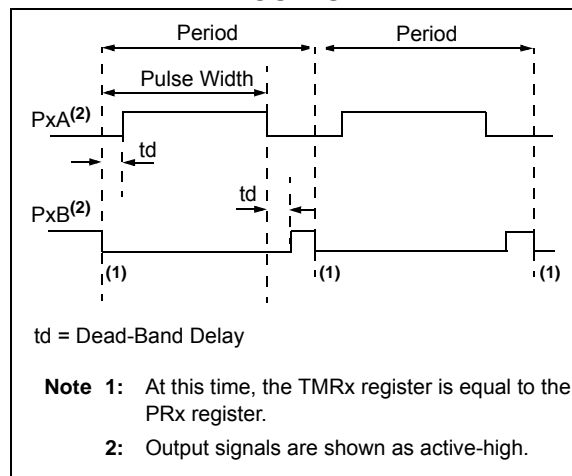 Period Period
Pulse Width
PxA(2)
td
td
PxB(2)
(1) (1) (1)
td = Dead-Band Delay
Note 1: At this time, the TMRx register is equal to the
PRx register.
2: Output signals are shown as active-high.